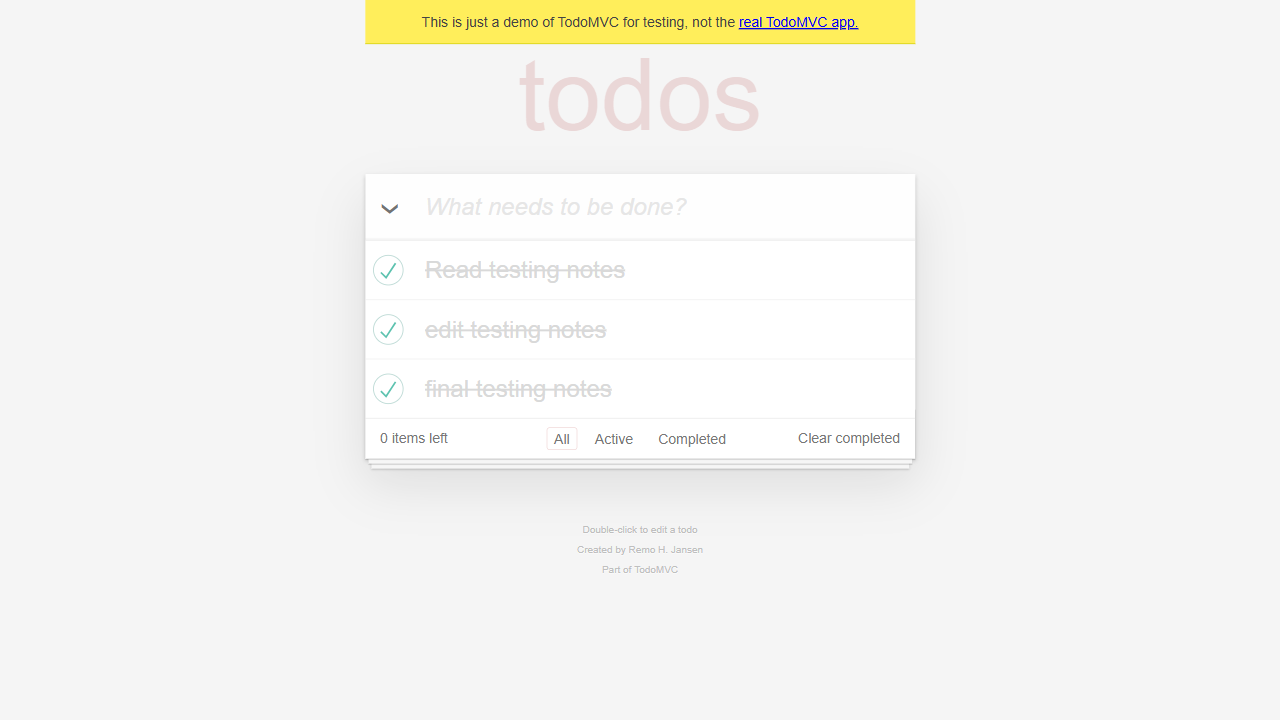 This is just a demo of TodoMVC for testing, not the real TodoMVC app.
todos
What needs to be done?
Read testing notes
edit testing notes
final testing notes
0 items left All Active Completed Clear completed
Double-click to edit a todo
Created by Remo H. Jansen
Part of TodoMVC